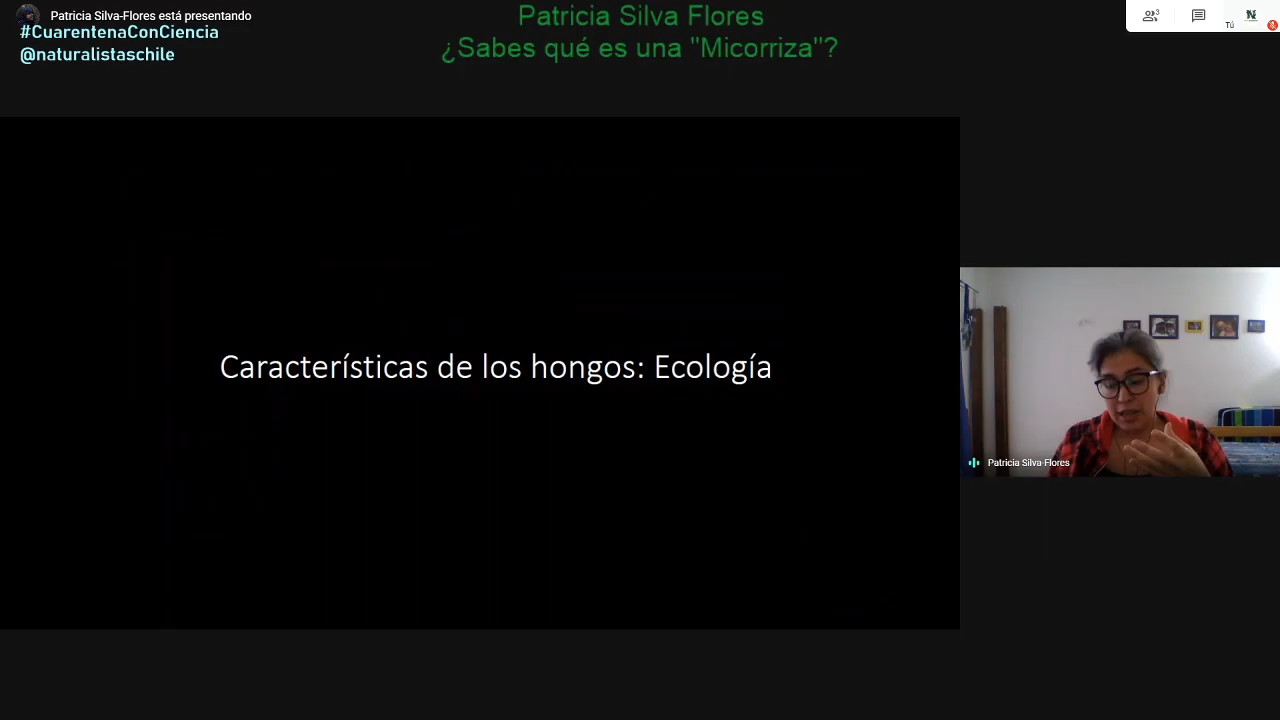 Patricia Silva-Flores está presentando
#CuarentenaConCiencia
@naturalistaschile
Patricia Silva Flores
¿Sabes qué es una "Micorriza"?
3
Tú
Características de los hongos: Ecología
Patricia Silva-Flores